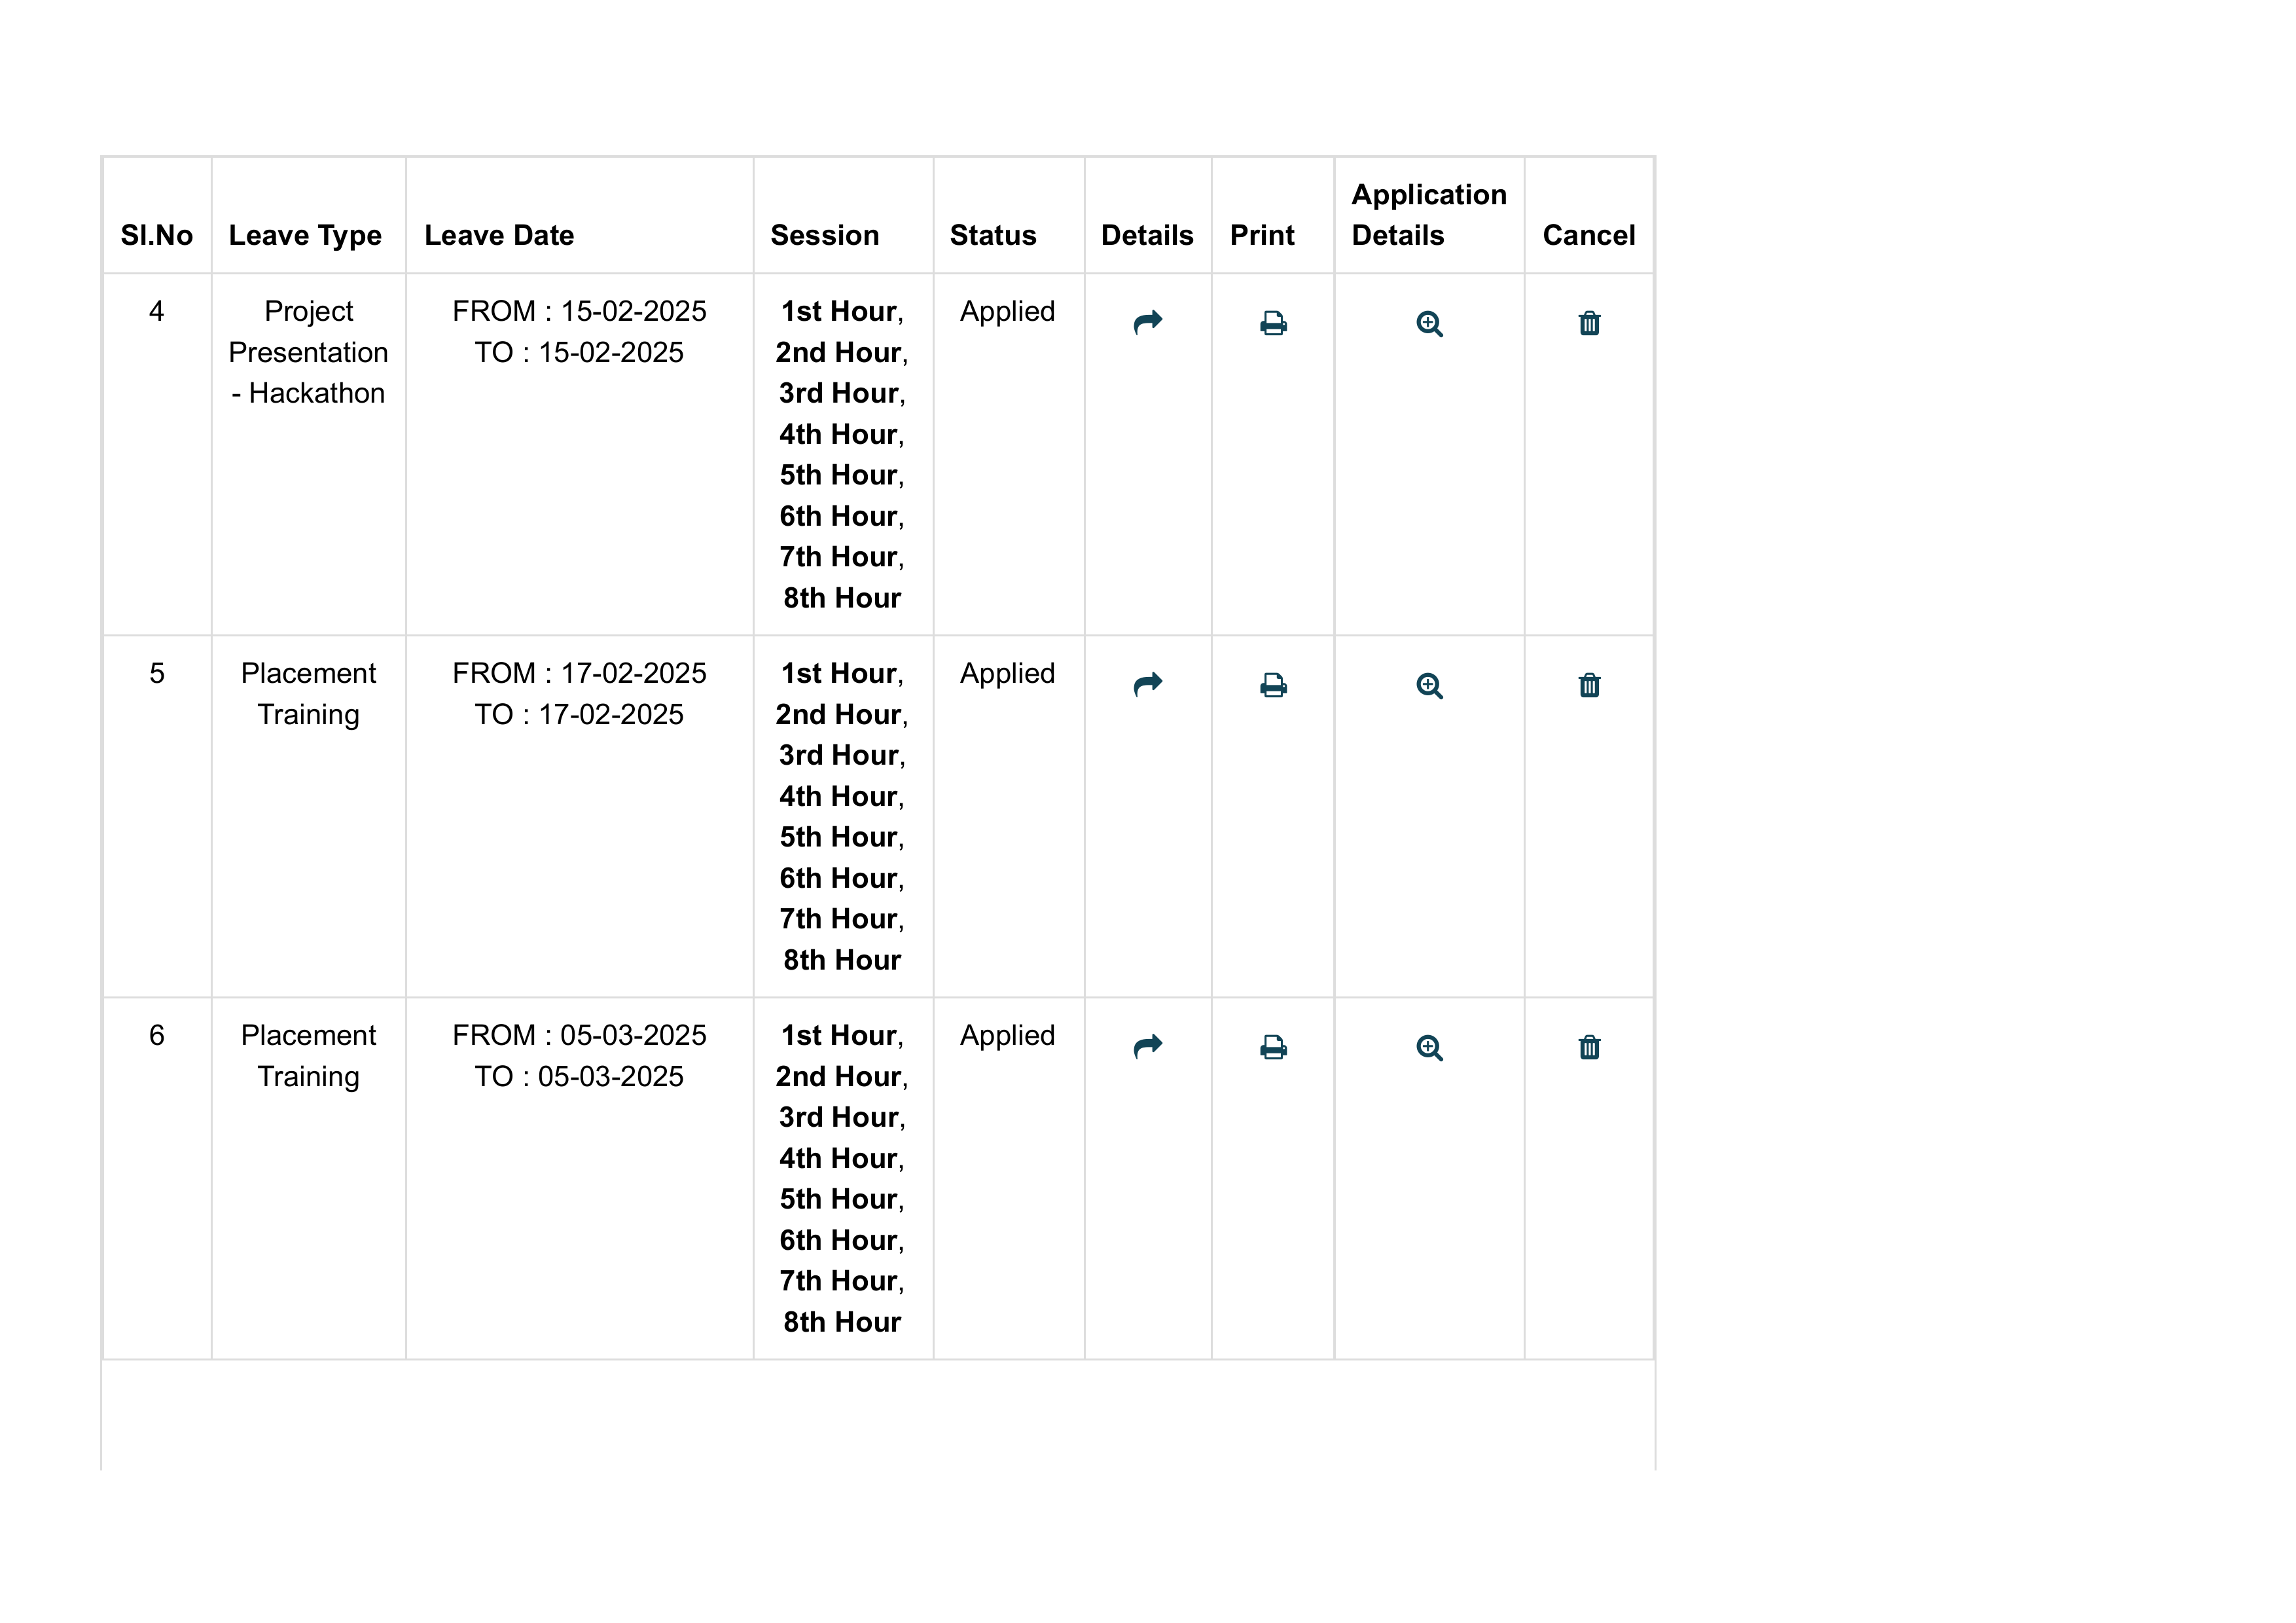 Sl.No Leave Type Leave Date Session Status Details Print Application Details Cancel
4 Project Presentation - Hackathon FROM : 15-02-2025 TO : 15-02-2025 1st Hour, 2nd Hour, 3rd Hour, 4th Hour, 5th Hour, 6th Hour, 7th Hour, 8th Hour Applied
5 Placement Training FROM : 17-02-2025 TO : 17-02-2025 1st Hour, 2nd Hour, 3rd Hour, 4th Hour, 5th Hour, 6th Hour, 7th Hour, 8th Hour Applied
6 Placement Training FROM : 05-03-2025 TO : 05-03-2025 1st Hour, 2nd Hour, 3rd Hour, 4th Hour, 5th Hour, 6th Hour, 7th Hour, 8th Hour Applied